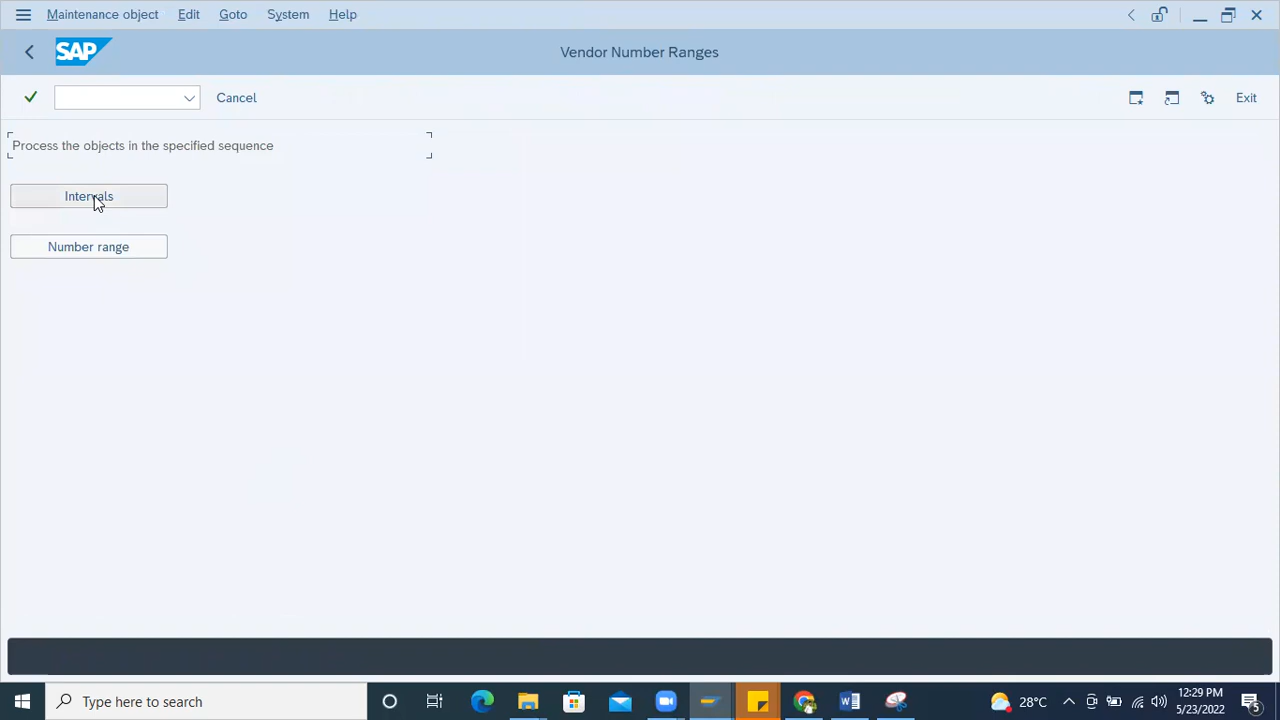 Maintenance object Edit Goto System Help
SAP Vendor Number Ranges
Cancel Exit
Process the objects in the specified sequence
Intervals
Number range
Type here to search 28°C 12:29 PM
5/23/2022 5